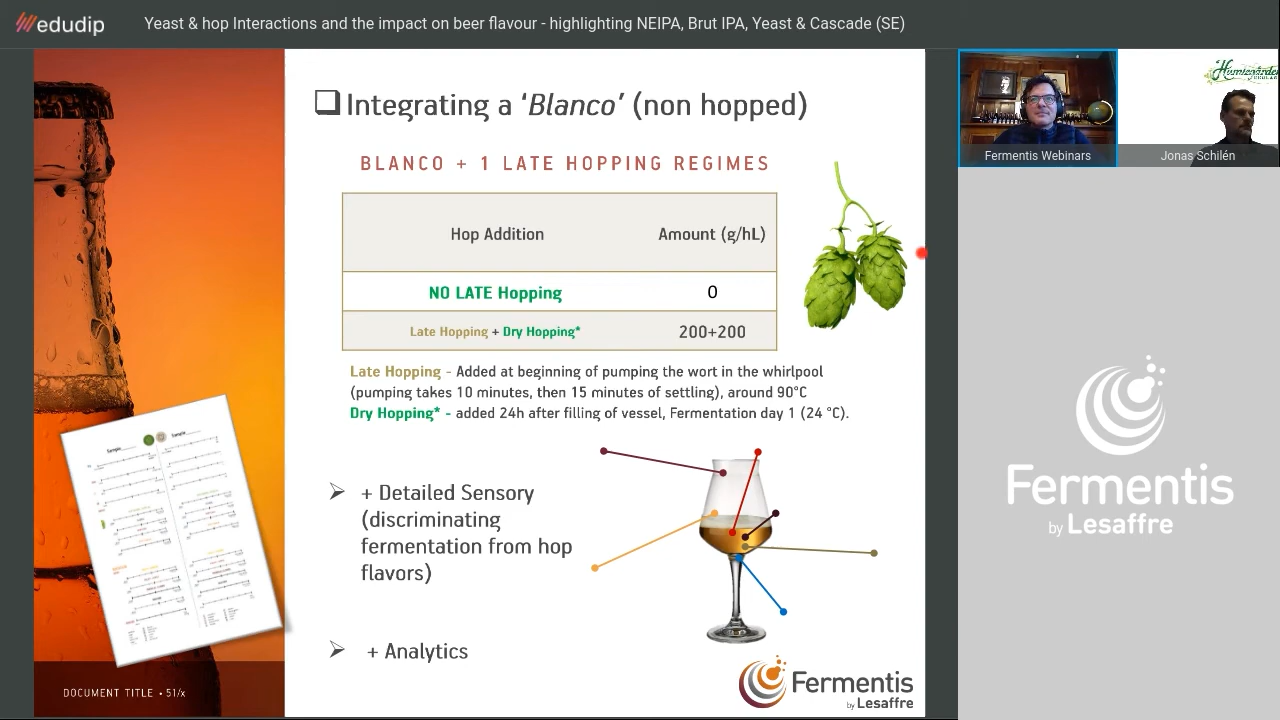 edudip
Yeast & hop Interactions and the impact on beer flavour - highlighting NEIPA, Brut IPA, Yeast & Cascade (SE)
Integrating a ‘Blanco’ (non hopped)
BLANCO + 1 LATE HOPPING REGIMES
Hop Addition Amount (g/hL)
NO LATE Hopping 0
Late Hopping + Dry Hopping* 200+200
Late Hopping - Added at beginning of pumping the wort in the whirlpool
(pumping takes 10 minutes, then 15 minutes of settling), around 90°C
Dry Hopping* - added 24h after filling of vessel, Fermentation day 1 (24 °C).
+ Detailed Sensory
(discriminating
fermentation from hop
flavors)
+ Analytics
DOCUMENT TITLE • 51/x
Fermentis
by Lesaffre
Fermentis Webinars
Jonas Schilén
Fermentis
by Lesaffre